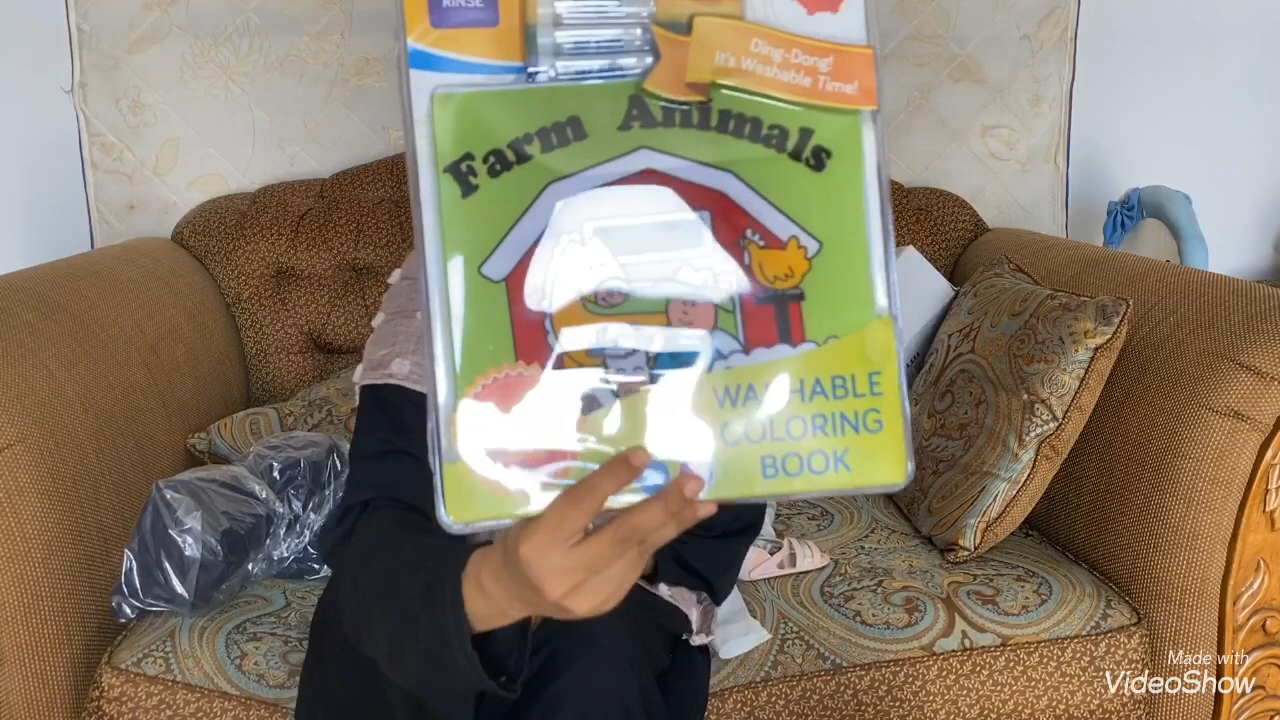 RINSE
Ding-Dong!
It's Washable Time!
Farm Animals
WASHABLE
COLORING
BOOK
Made with
VideoShow